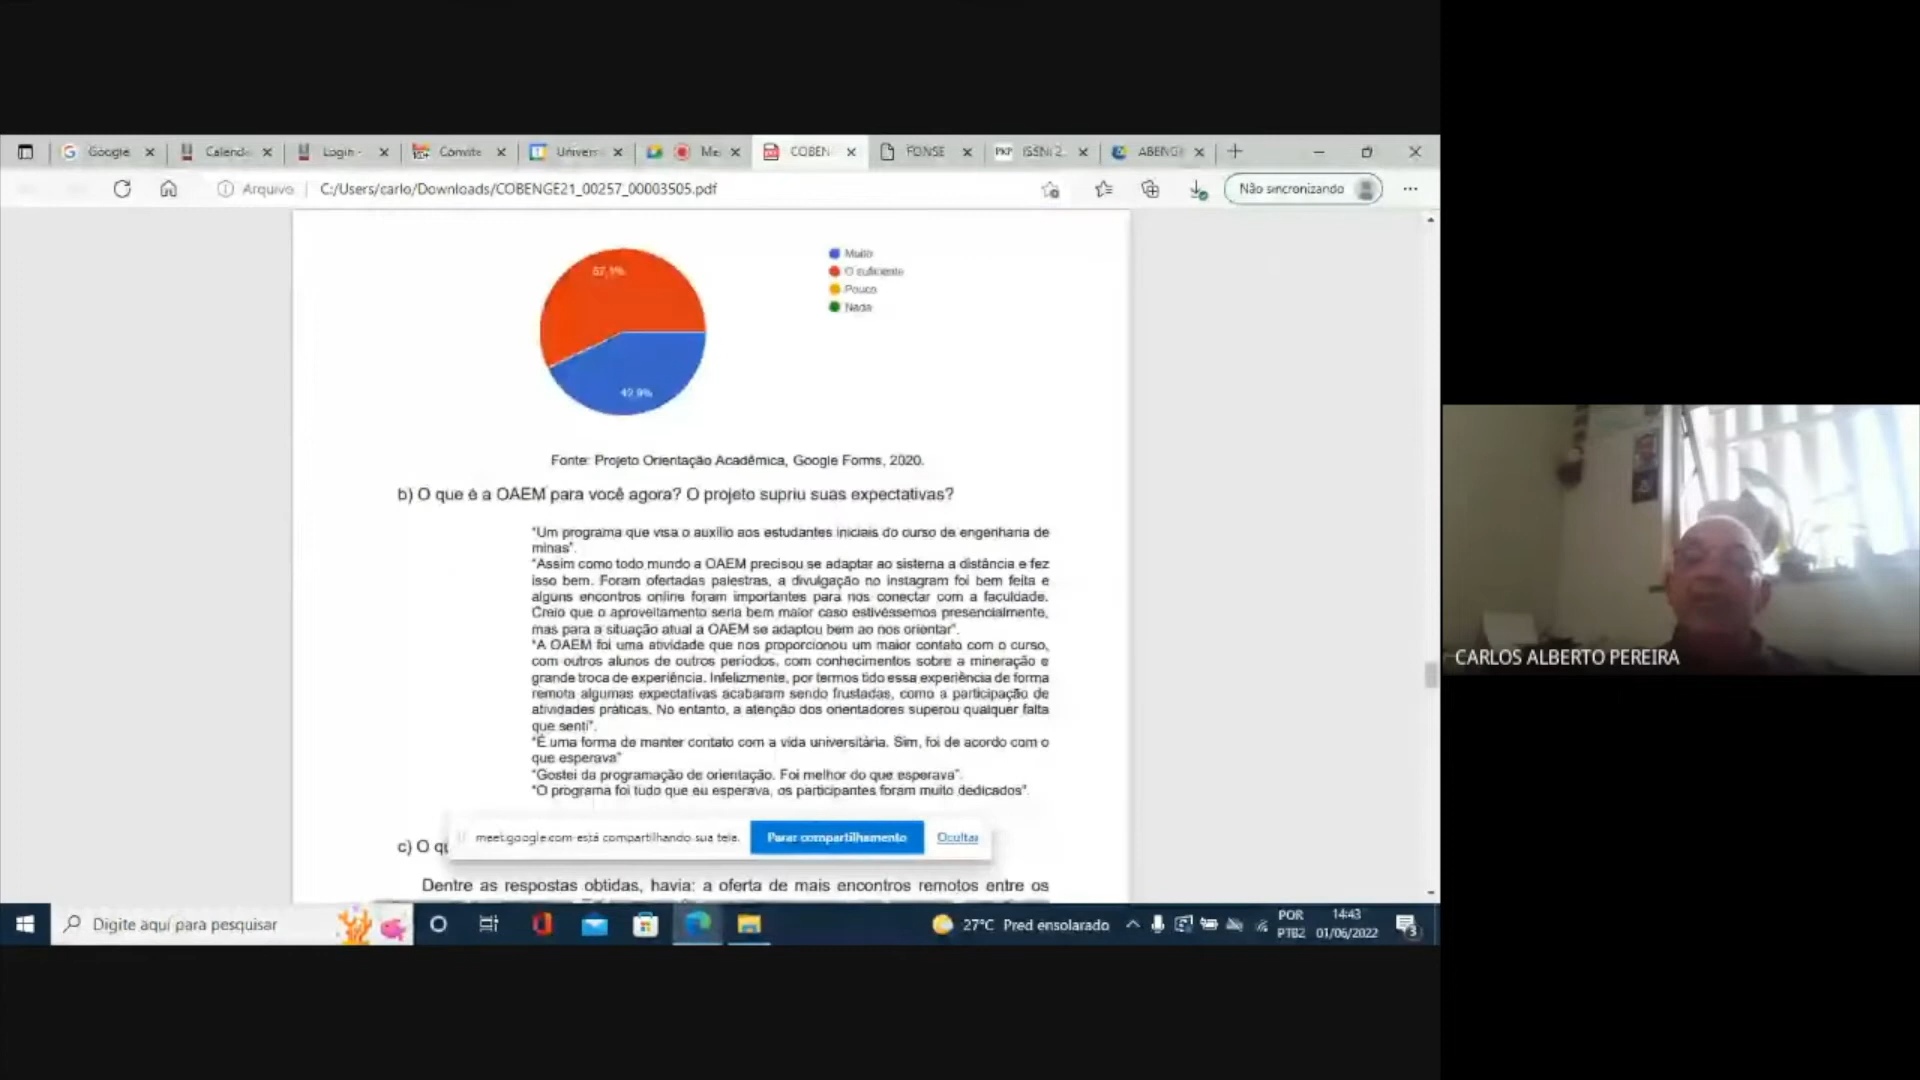 Google
Calend
Login -
Convite
Univers
Me
COBEN
FONSE
PKP ISSNi 2
ABENGE
Arquivo C:/Users/carlo/Downloads/COBENGE21_00257_00003505.pdf
Não sincronizando
57,1%
42,9%
Muito
O suficiente
Pouco
Nada
Fonte: Projeto Orientação Acadêmica, Google Forms, 2020.
b) O que é a OAEM para você agora? O projeto supriu suas expectativas?
"Um programa que visa o auxílio aos estudantes iniciais do curso de engenharia de
minas".
"Assim como todo mundo a OAEM precisou se adaptar ao sistema a distância e fez
isso bem. Foram ofertadas palestras, a divulgação no instagram foi bem feita e
alguns encontros online foram importantes para nos conectar com a faculdade.
Creio que o aproveitamento seria bem maior caso estivéssemos presencialmente,
mas para a situação atual a OAEM se adaptou bem ao nos orientar".
"A OAEM foi uma atividade que nos proporcionou um maior contato com o curso,
com outros alunos de outros períodos, com conhecimentos sobre a mineração e
grande troca de experiência. Infelizmente, por termos tido essa experiência de forma
remota algumas expectativas acabaram sendo frustadas, como a participação de
atividades práticas. No entanto, a atenção dos orientadores superou qualquer falta
que senti".
"É uma forma de manter contato com a vida universitária. Sim, foi de acordo com o
que esperava"
"Gostei da programação de orientação. Foi melhor do que esperava".
"O programa foi tudo que eu esperava, os participantes foram muito dedicados".
meet.google.com está compartilhando sua tela.
Parar compartilhamento
Ocultar
c) O qu
Dentre as respostas obtidas, havia: a oferta de mais encontros remotos entre os
Digite aqui para pesquisar
27°C Pred ensolarado
POR
PTB2
14:43
01/06/2022
3
CARLOS ALBERTO PEREIRA